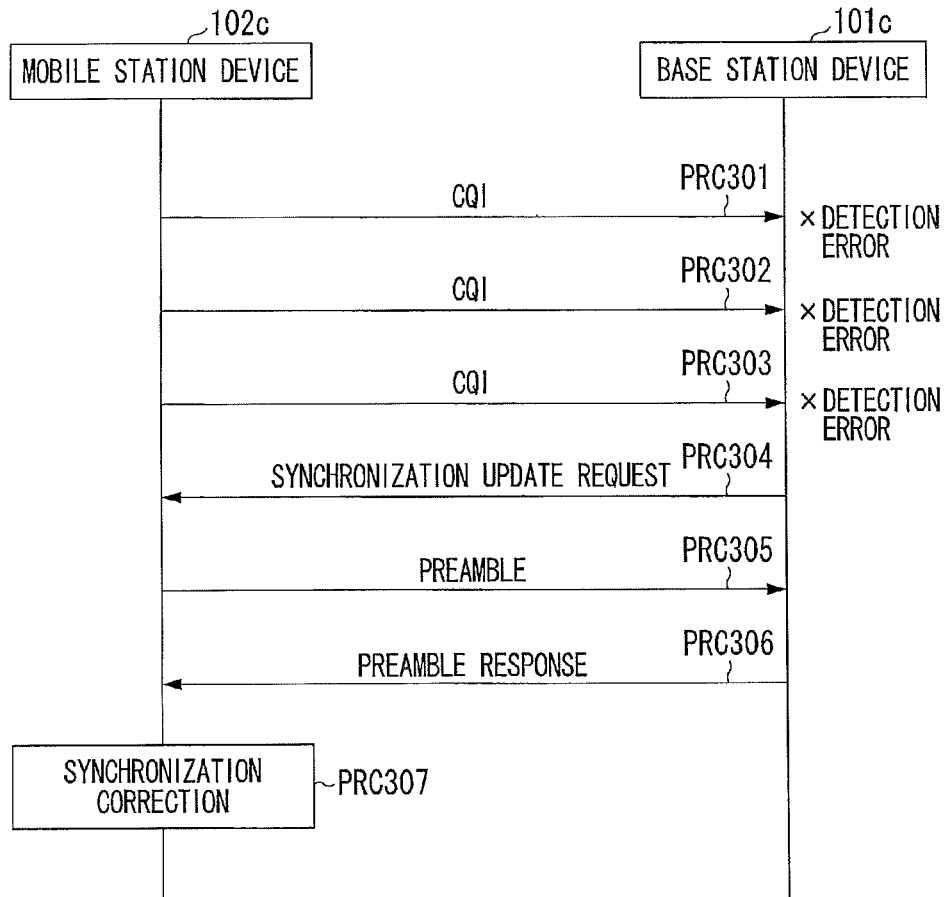 102c
101c
MOBILE STATION DEVICE
BASE STATION DEVICE
CQI
PRC301
× DETECTION
ERROR
CQI
PRC302
× DETECTION
ERROR
CQI
PRC303
× DETECTION
ERROR
SYNCHRONIZATION UPDATE REQUEST
PRC304
PREAMBLE
PRC305
PREAMBLE RESPONSE
PRC306
SYNCHRONIZATION
CORRECTION
PRC307